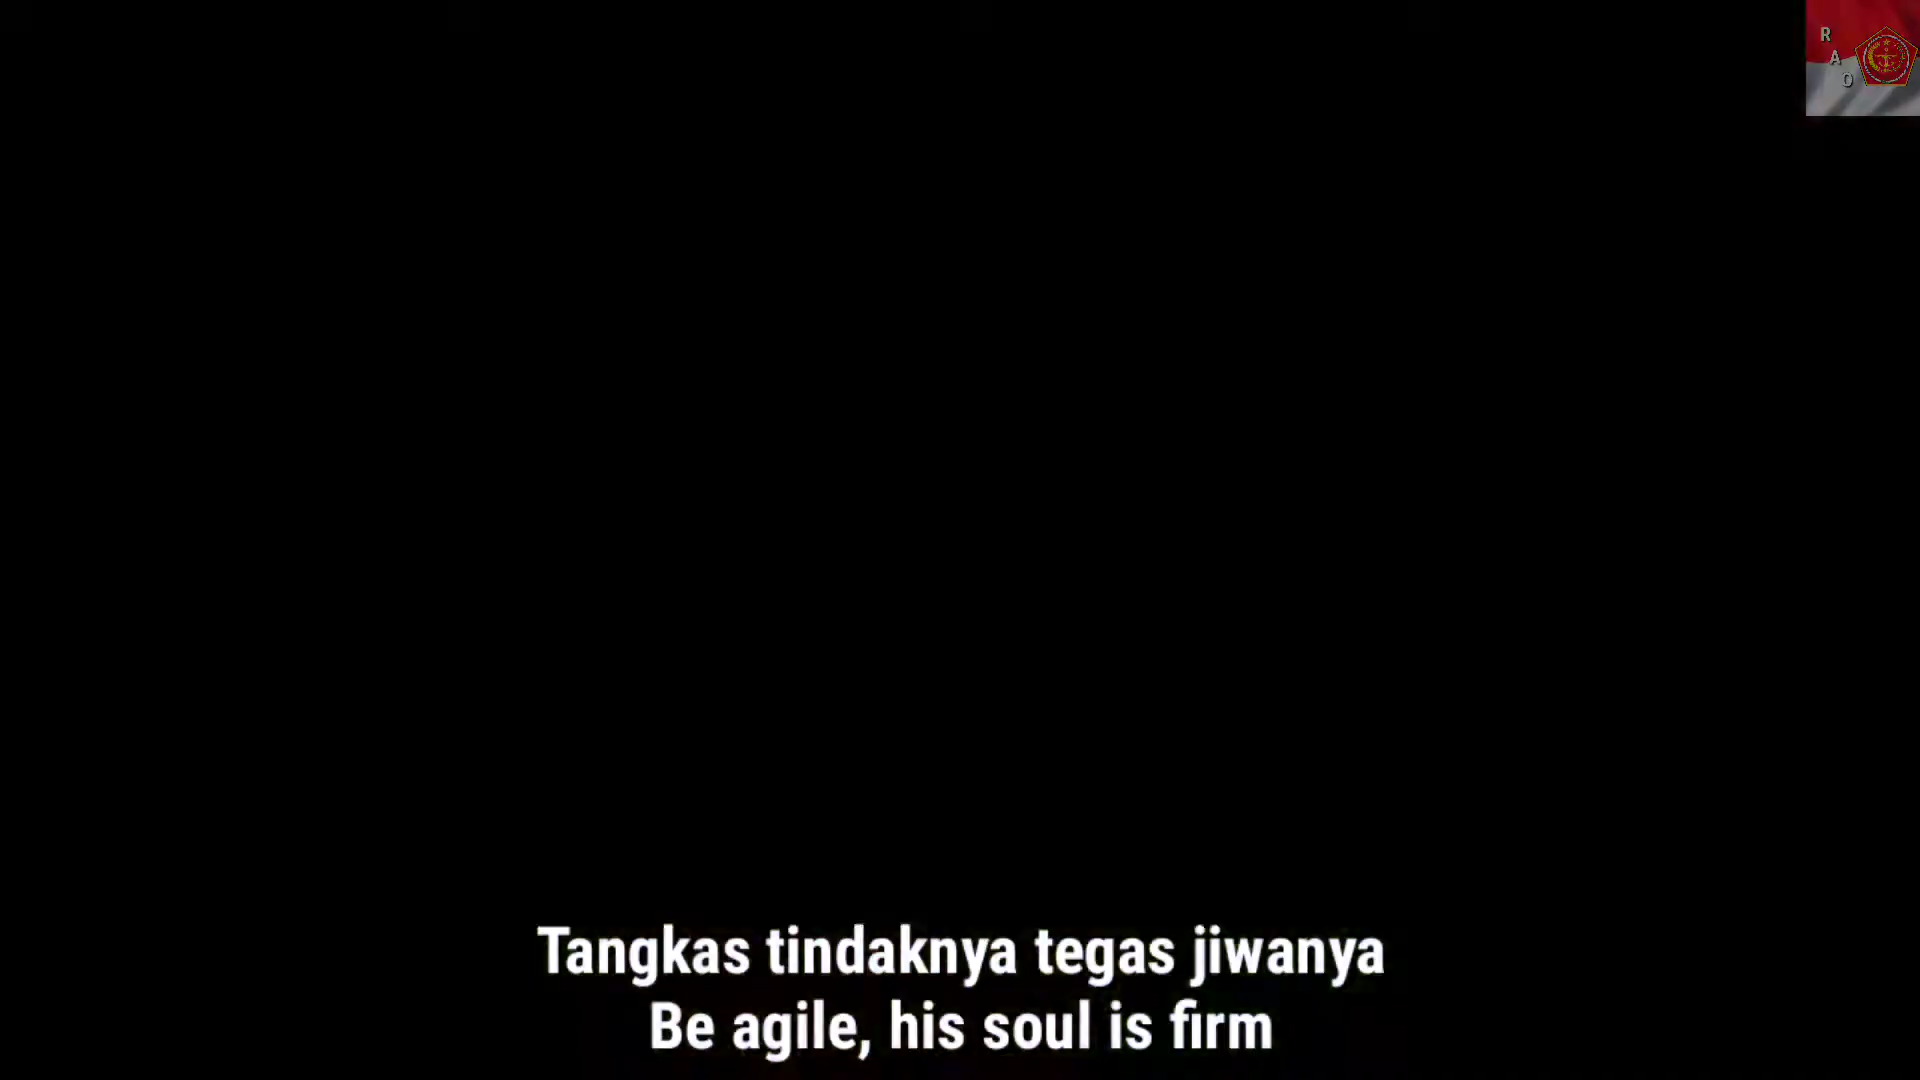 R
A
O
Tangkas tindaknya tegas jiwanya
Be agile, his soul is firm